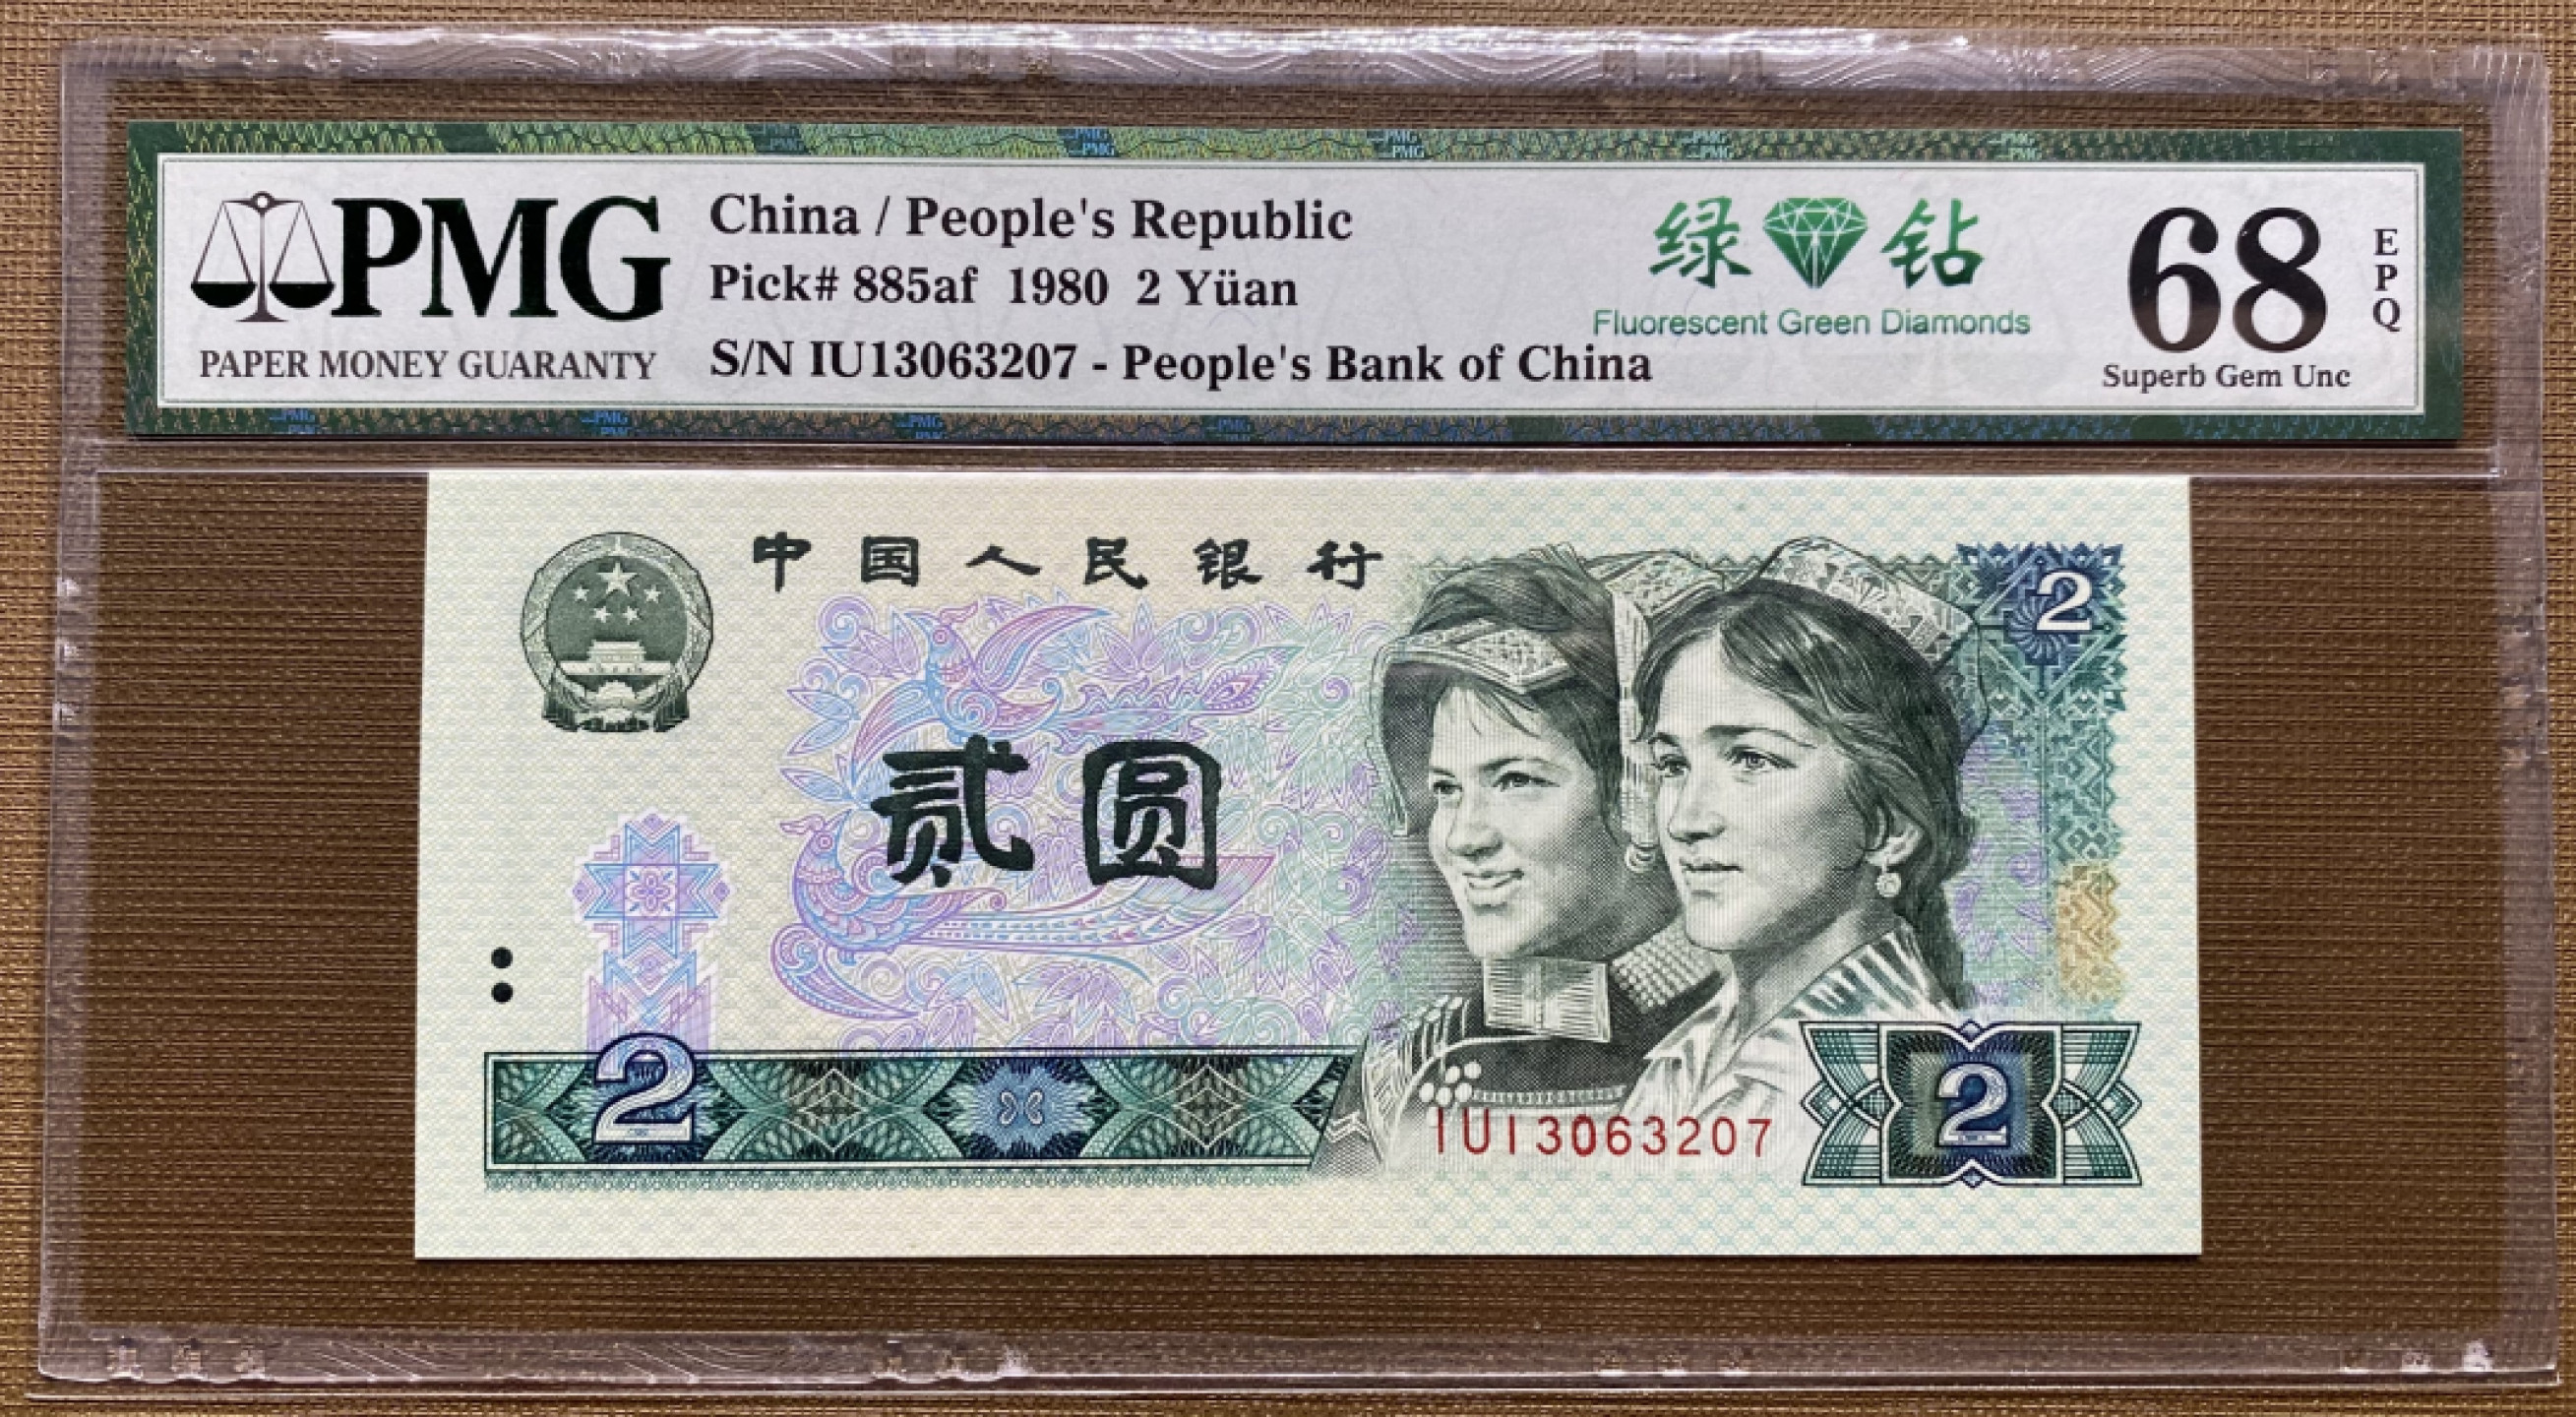 PMG
PAPER MONEY GUARANTY
China / People's Republic
Pick# 885af 1980 2 Yüan
S/N IU13063207 - People's Bank of China
绿钻
Fluorescent Green Diamonds
68
EPQ
Superb Gem Unc
中国人民银行
2
贰圆
2
IU13063207
2